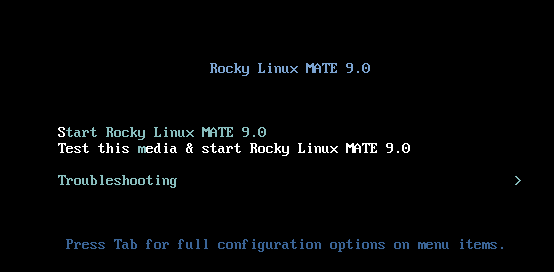 Rocky Linux MATE 9.0
Start Rocky Linux MATE 9.0
Test this media & start Rocky Linux MATE 9.0
Troubleshooting >
Press Tab for full configuration options on menu items.